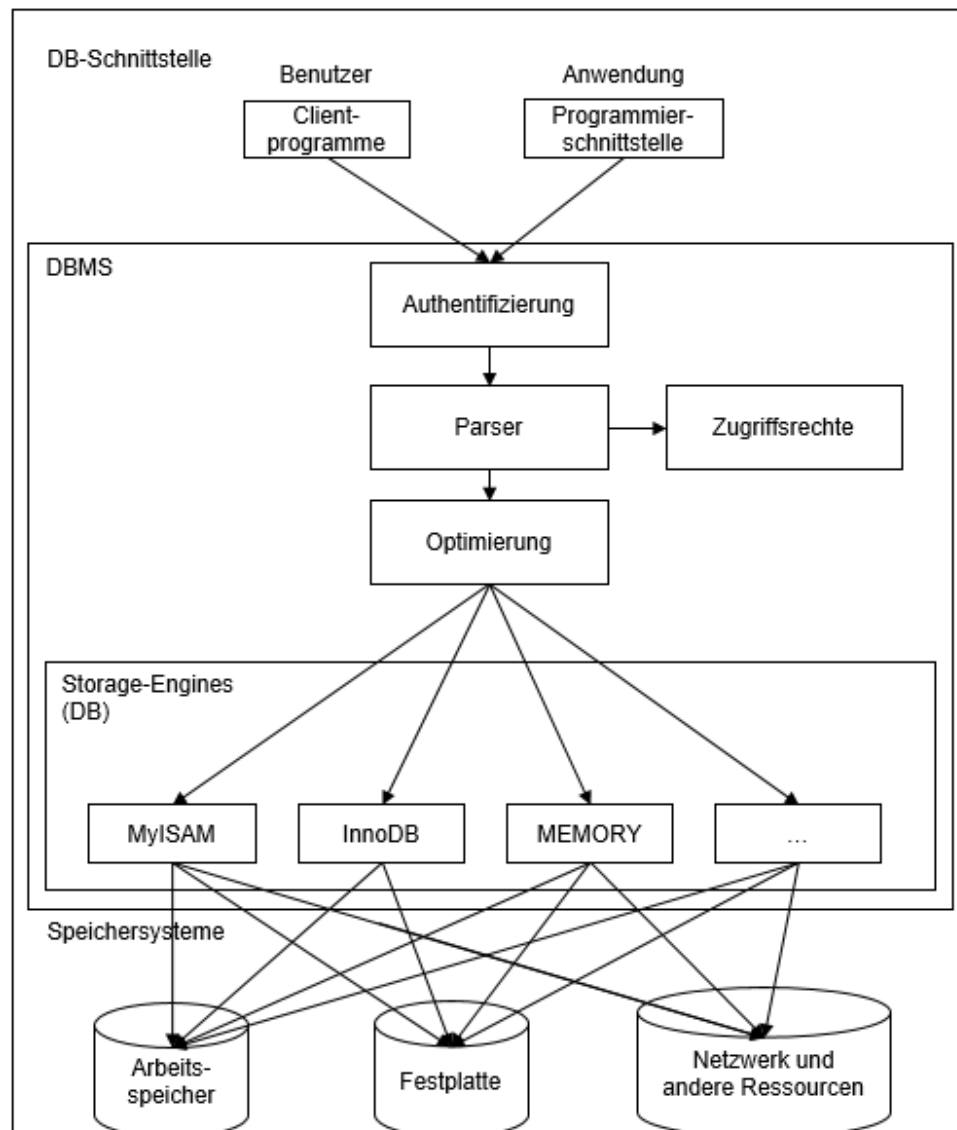 DB-Schnittstelle
Benutzer
Anwendung
Client-
programme
Programmier-
schnittstelle
DBMS
Authentifizierung
Parser
Zugriffsrechte
Optimierung
Storage-Engines
(DB)
MyISAM
InnoDB
MEMORY
...
Speichersysteme
Arbeits-
speicher
Festplatte
Netzwerk und
andere Ressourcen